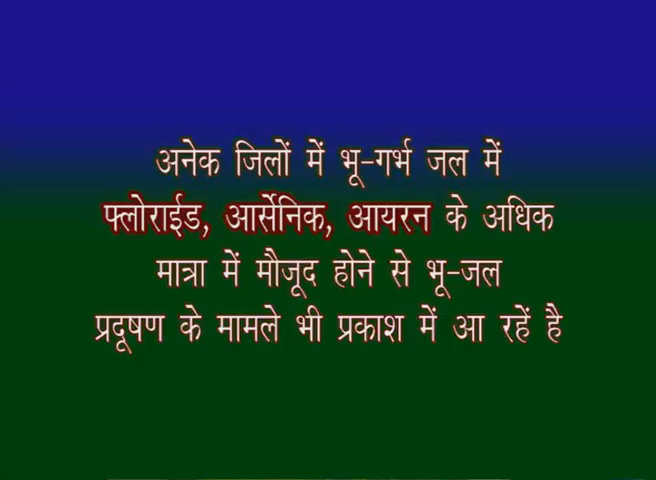 अनेक जिलों में भू-गर्भ जल में
फ्लोराईड, आर्सेनिक, आयरन के अधिक
मात्रा में मौजूद होने से भू-जल
प्रदूषण के मामले भी प्रकाश में आ रहें है